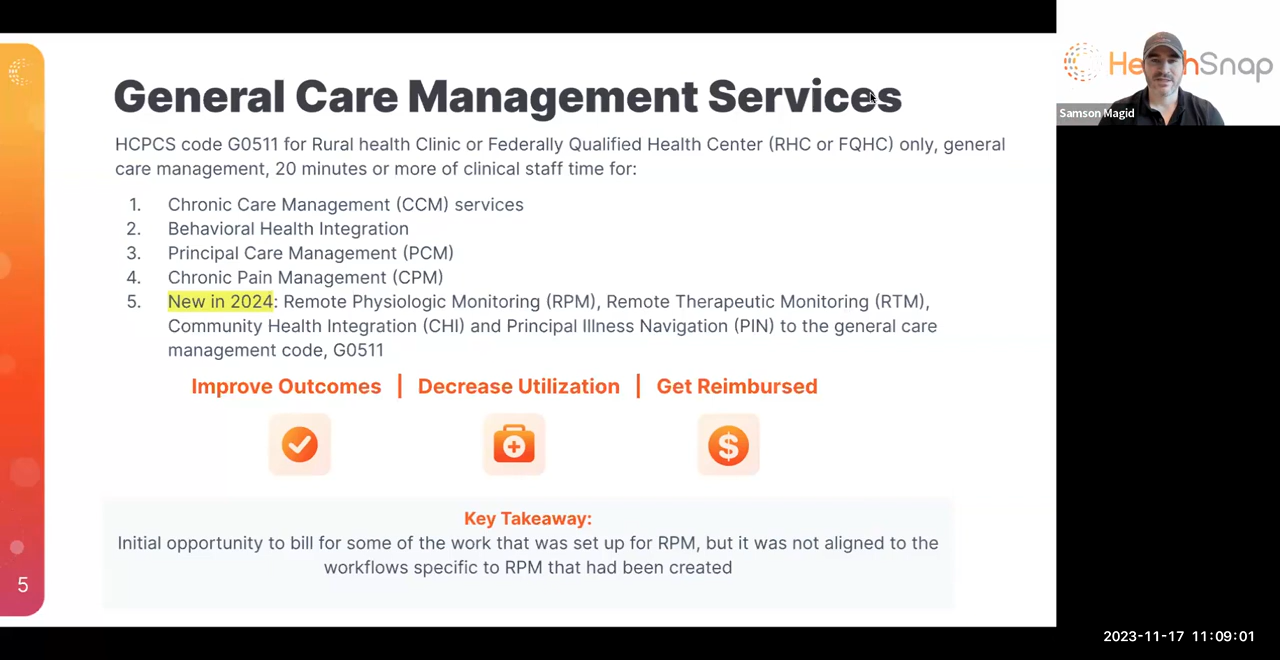 General Care Management Services
HCPCS code G0511 for Rural health Clinic or Federally Qualified Health Center (RHC or FQHC) only, general
care management, 20 minutes or more of clinical staff time for:
1. Chronic Care Management (CCM) services
2. Behavioral Health Integration
3. Principal Care Management (PCM)
4. Chronic Pain Management (CPM)
5. New in 2024: Remote Physiologic Monitoring (RPM), Remote Therapeutic Monitoring (RTM),
Community Health Integration (CHI) and Principal Illness Navigation (PIN) to the general care
management code, G0511
Improve Outcomes | Decrease Utilization | Get Reimbursed
$
Key Takeaway:
Initial opportunity to bill for some of the work that was set up for RPM, but it was not aligned to the
workflows specific to RPM that had been created
5
He hSnap
Samson Magid
2023-11-17 11:09:01